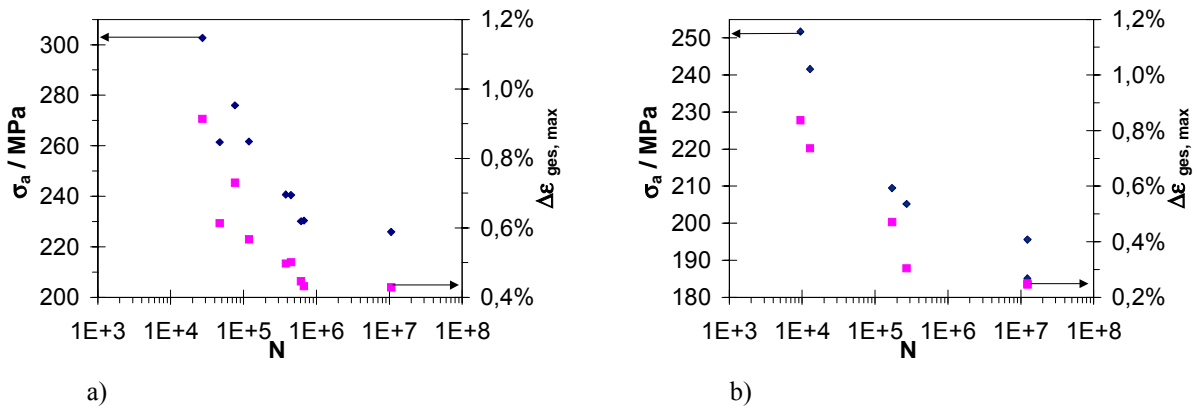 300
280
260
240
220
200
σa / MPa
1,2%
1,0%
0,8%
0,6%
0,4%
Δε ges, max
1E+3 1E+4 1E+5 1E+6 1E+7 1E+8
N
a)
250
240
230
220
210
200
190
180
σa / MPa
1,2%
1,0%
0,8%
0,6%
0,4%
0,2%
Δε ges, max
1E+3 1E+4 1E+5 1E+6 1E+7 1E+8
N
b)